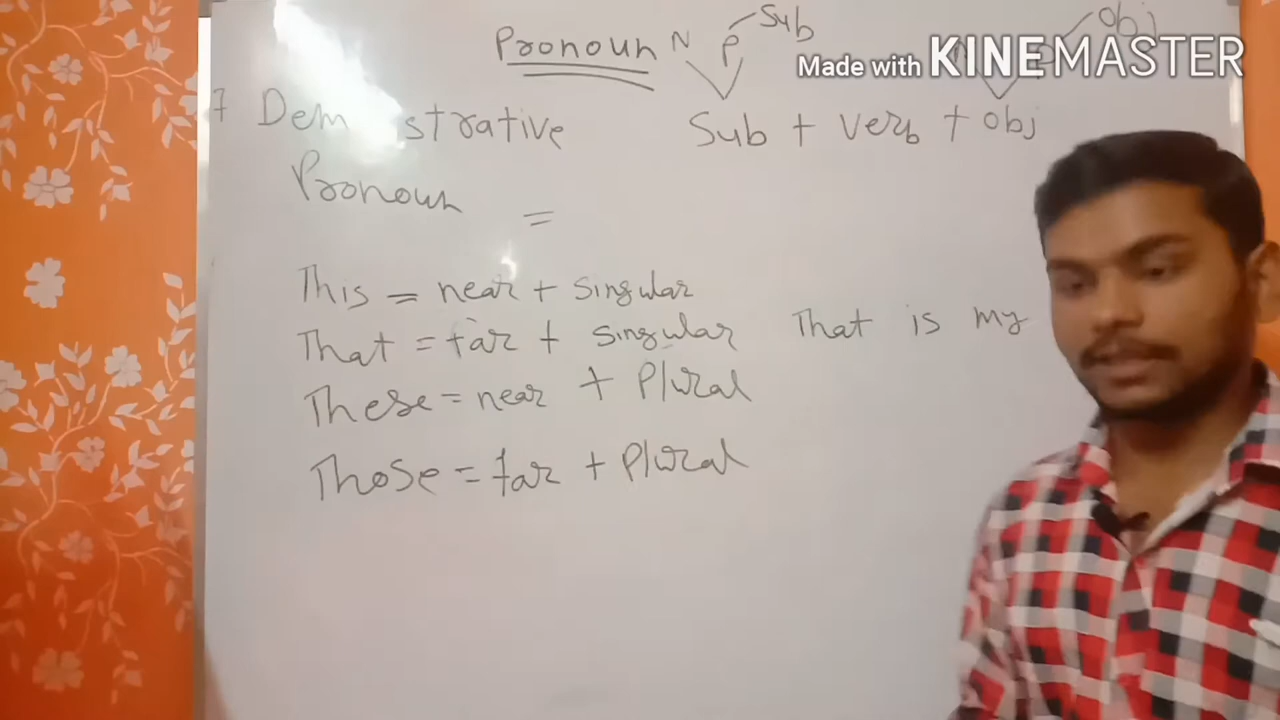 Pronoun N P Sub Obj
Made with KINEMASTER
7 Dem strative Sub + verb + obj
Pronoun =
This = near + singular
That = far + singular That is my
These = near + Plural
Those = far + Plural